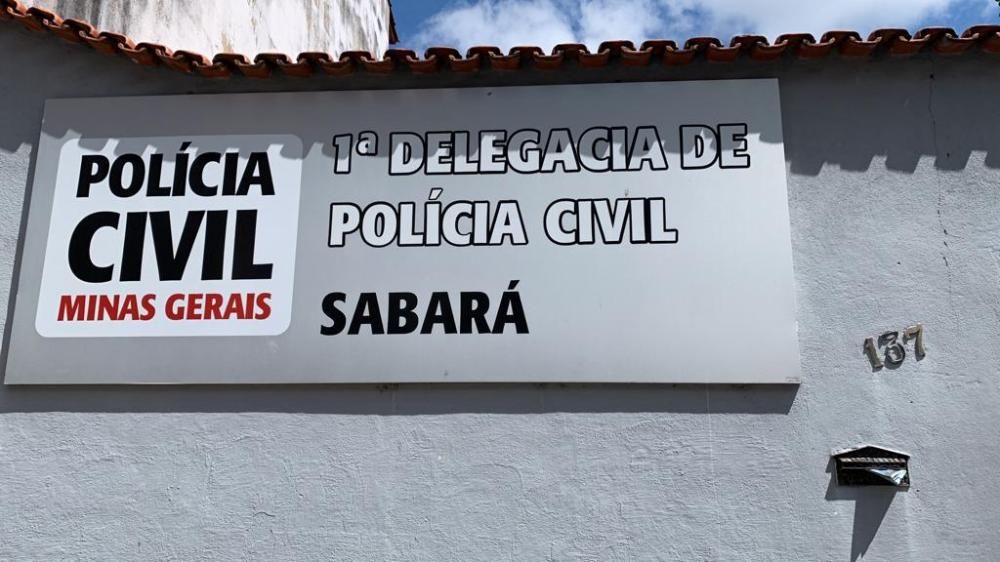 POLÍCIA
CIVIL
MINAS GERAIS
1ª DELEGACIA DE
POLÍCIA CIVIL
SABARÁ
137